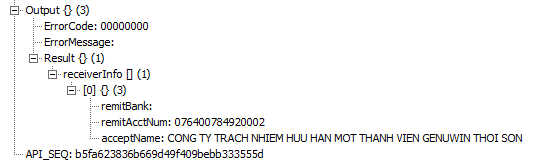 Output {} (3)
ErrorCode: 00000000
ErrorMessage:
Result {} (1)
receiverInfo [] (1)
[0] {} (3)
remitBank:
remitAcctNum: 076400784920002
acceptName: CONG TY TRACH NHIEM HUU HAN MOT THANH VIEN GENUWIN THOI SON
API_SEQ: b5fa623836b669d49f409bebb333555d